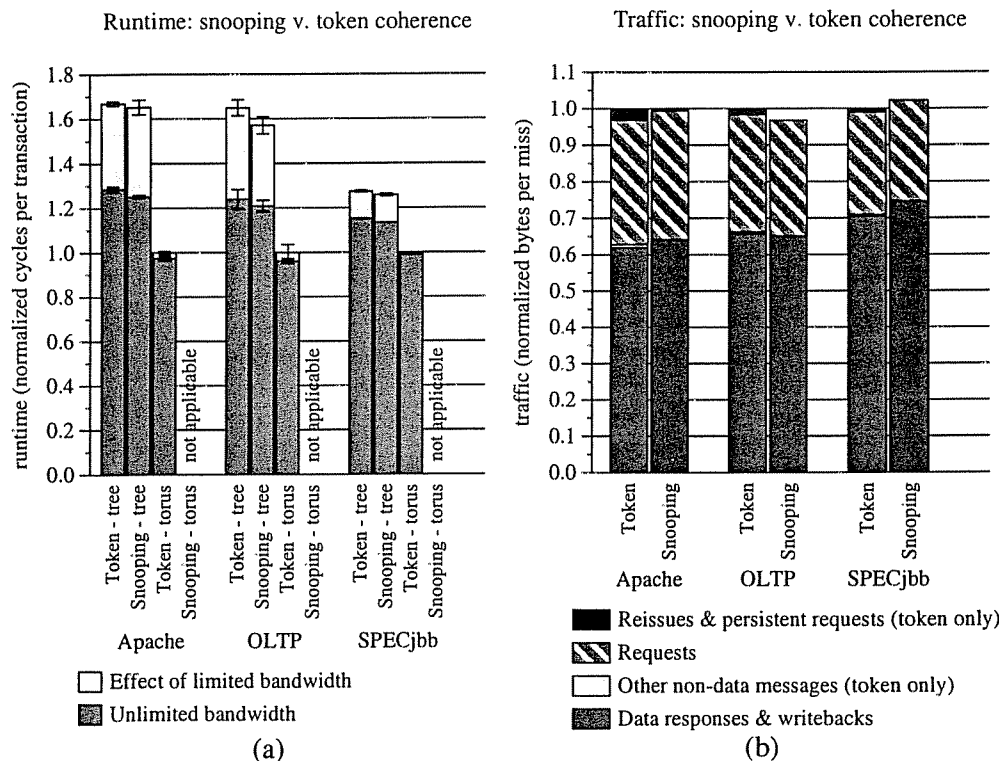 Runtime: snooping v. token coherence
runtime (normalized cycles per transaction)
1.8
1.6
1.4
1.2
1.0
0.8
0.6
0.4
0.2
0.0
not applicable
not applicable
not applicable
Token - tree
Snooping - tree
Token - torus
Snooping - torus
Token - tree
Snooping - tree
Token - torus
Snooping - torus
Token - tree
Snooping - tree
Token - torus
Snooping - torus
Apache
OLTP
SPECjbb
Effect of limited bandwidth
Unlimited bandwidth
(a)
Traffic: snooping v. token coherence
traffic (normalized bytes per miss)
1.1
1.0
0.9
0.8
0.7
0.6
0.5
0.4
0.3
0.2
0.1
0.0
Token
Snooping
Token
Snooping
Token
Snooping
Apache
OLTP
SPECjbb
Reissues & persistent requests (token only)
Requests
Other non-data messages (token only)
Data responses & writebacks
(b)